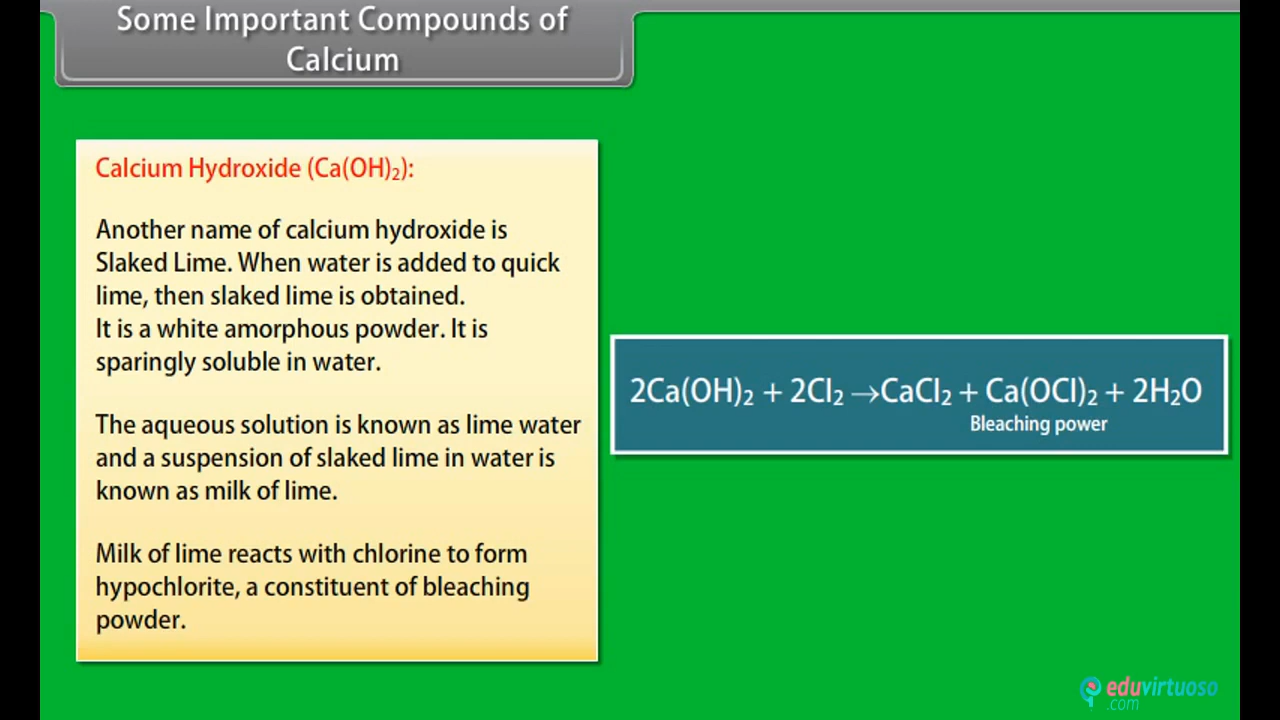 Some Important Compounds of
Calcium
Calcium Hydroxide (Ca(OH)₂):
Another name of calcium hydroxide is
Slaked Lime. When water is added to quick
lime, then slaked lime is obtained.
It is a white amorphous powder. It is
sparingly soluble in water.
The aqueous solution is known as lime water
and a suspension of slaked lime in water is
known as milk of lime.
Milk of lime reacts with chlorine to form
hypochlorite, a constituent of bleaching
powder.
2Ca(OH)₂ + 2Cl₂ →CaCl₂ + Ca(OCl)₂ + 2H₂O
Bleaching power
eduvirtuoso
.com